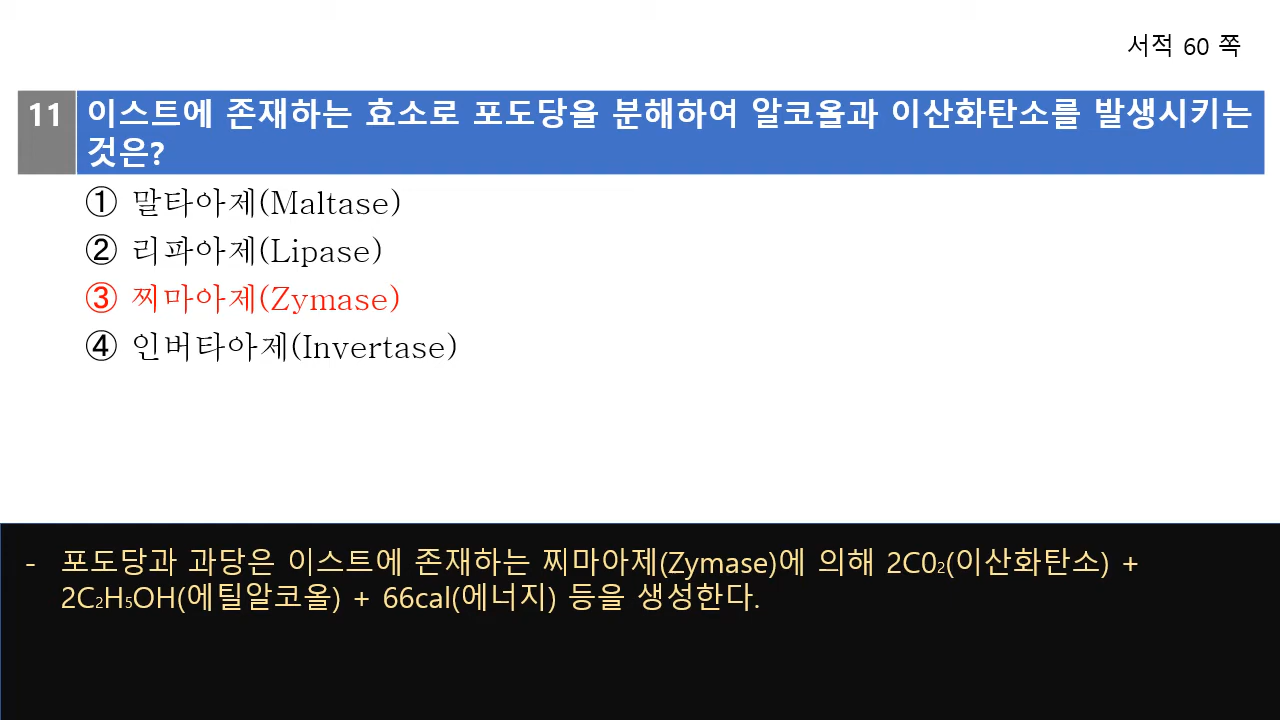 서적 60 쪽
11 이스트에 존재하는 효소로 포도당을 분해하여 알코올과 이산화탄소를 발생시키는
것은?
① 말타아제(Maltase)
② 리파아제(Lipase)
③ 찌마아제(Zymase)
④ 인버타아제(Invertase)
- 포도당과 과당은 이스트에 존재하는 찌마아제(Zymase)에 의해 2C0₂(이산화탄소) +
2C₂H₅OH(에틸알코올) + 66cal(에너지) 등을 생성한다.